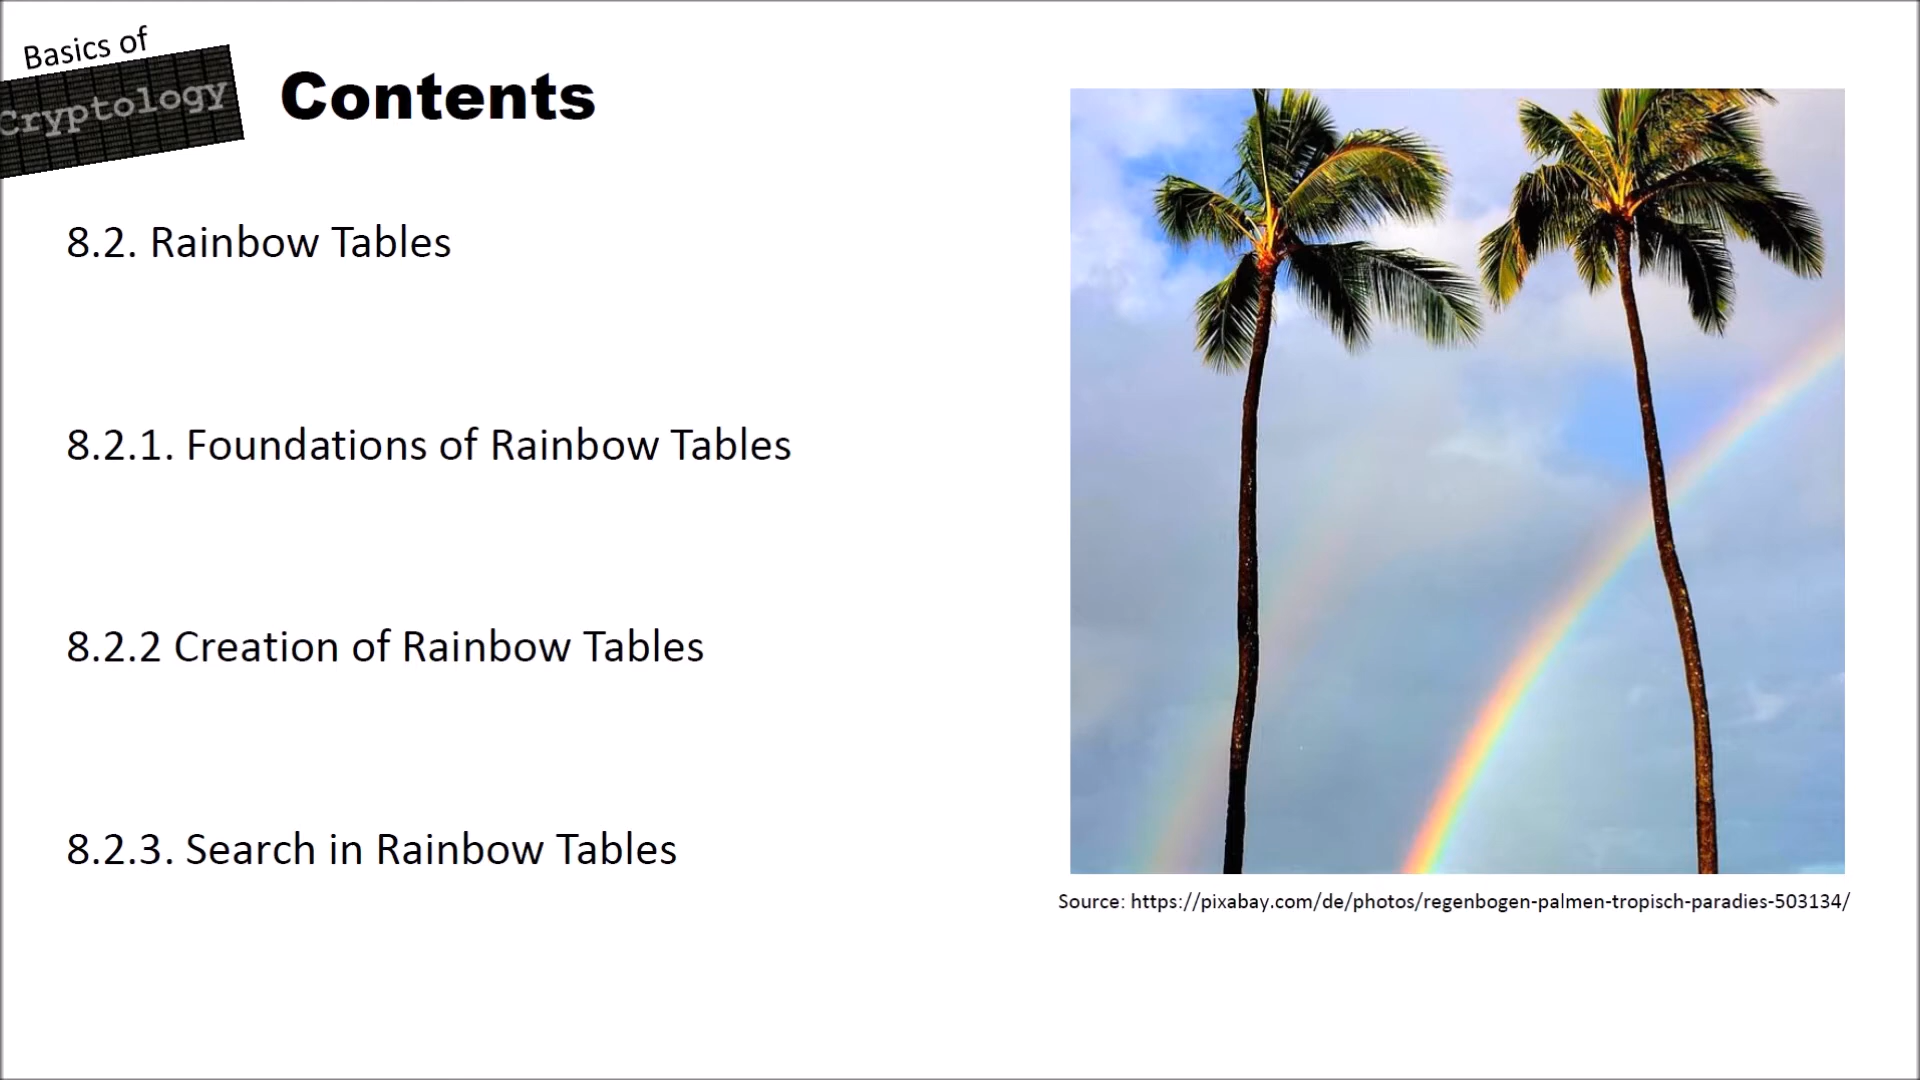 Basics of
Cryptology
Contents
8.2. Rainbow Tables
8.2.1. Foundations of Rainbow Tables
8.2.2 Creation of Rainbow Tables
8.2.3. Search in Rainbow Tables
Source: https://pixabay.com/de/photos/regenbogen-palmen-tropisch-paradies-503134/